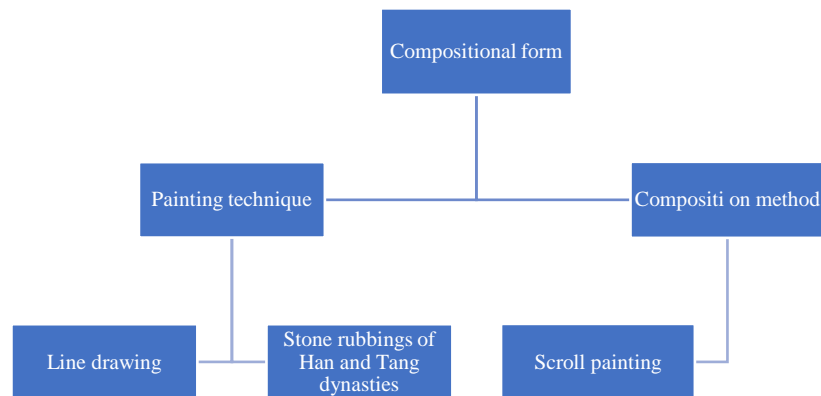 Compositional form
Painting technique
Compositi on method
Line drawing
Stone rubbings of
Han and Tang
dynasties
Scroll painting